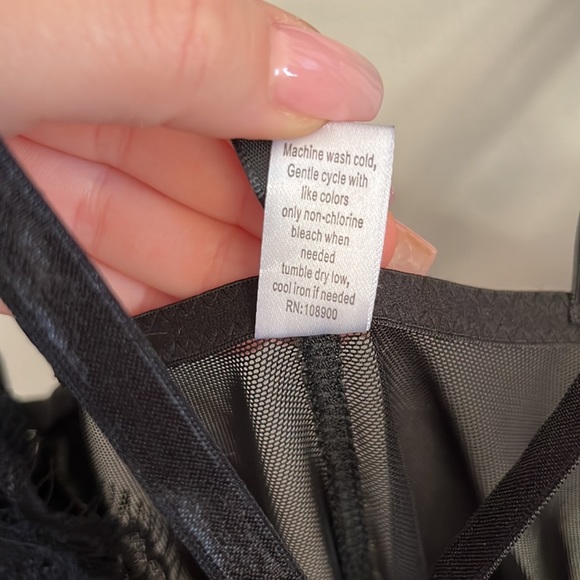 Machine wash cold,
Gentle cycle with
like colors
only non-chlorine
bleach when
needed
tumble dry low,
cool iron if needed
RN:108900